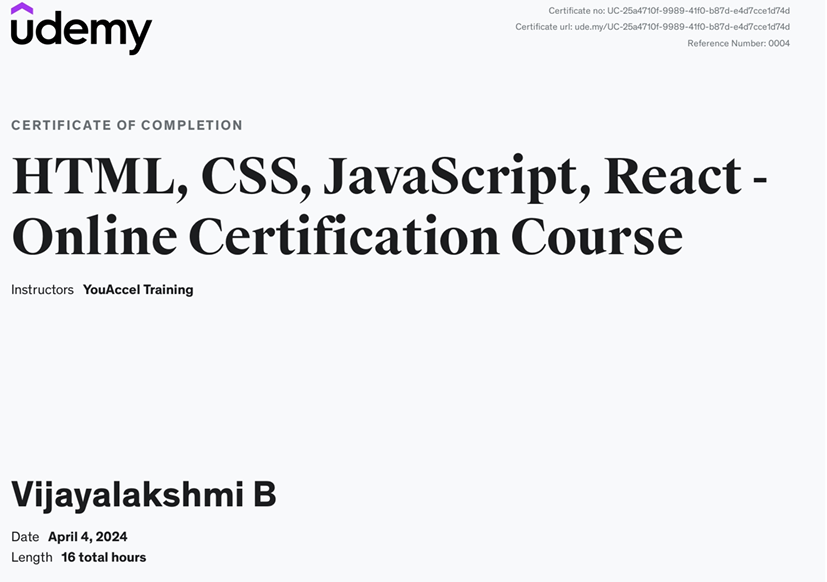 udemy
Certificate no: UC-25a4710f-9989-41f0-b87d-e4d7cce1d74d
Certificate url: ude.my/UC-25a4710f-9989-41f0-b87d-e4d7cce1d74d
Reference Number: 0004
CERTIFICATE OF COMPLETION
HTML, CSS, JavaScript, React -
Online Certification Course
Instructors YouAccel Training
Vijayalakshmi B
Date April 4, 2024
Length 16 total hours